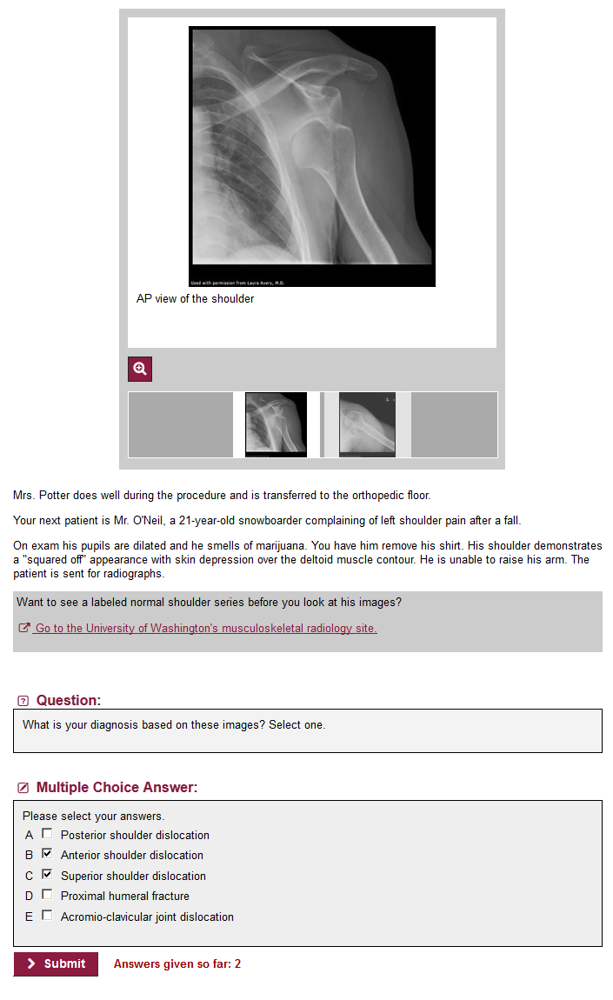 Used with permission from Laura Avery, M.D.
AP view of the shoulder
Mrs. Potter does well during the procedure and is transferred to the orthopedic floor.
Your next patient is Mr. O'Neil, a 21-year-old snowboarder complaining of left shoulder pain after a fall.
On exam his pupils are dilated and he smells of marijuana. You have him remove his shirt. His shoulder demonstrates
a "squared off" appearance with skin depression over the deltoid muscle contour. He is unable to raise his arm. The
patient is sent for radiographs.
Want to see a labeled normal shoulder series before you look at his images?
Go to the University of Washington's musculoskeletal radiology site.
Question:
What is your diagnosis based on these images? Select one.
Multiple Choice Answer:
Please select your answers.
A Posterior shoulder dislocation
B Anterior shoulder dislocation
C Superior shoulder dislocation
D Proximal humeral fracture
E Acromio-clavicular joint dislocation
Submit Answers given so far: 2